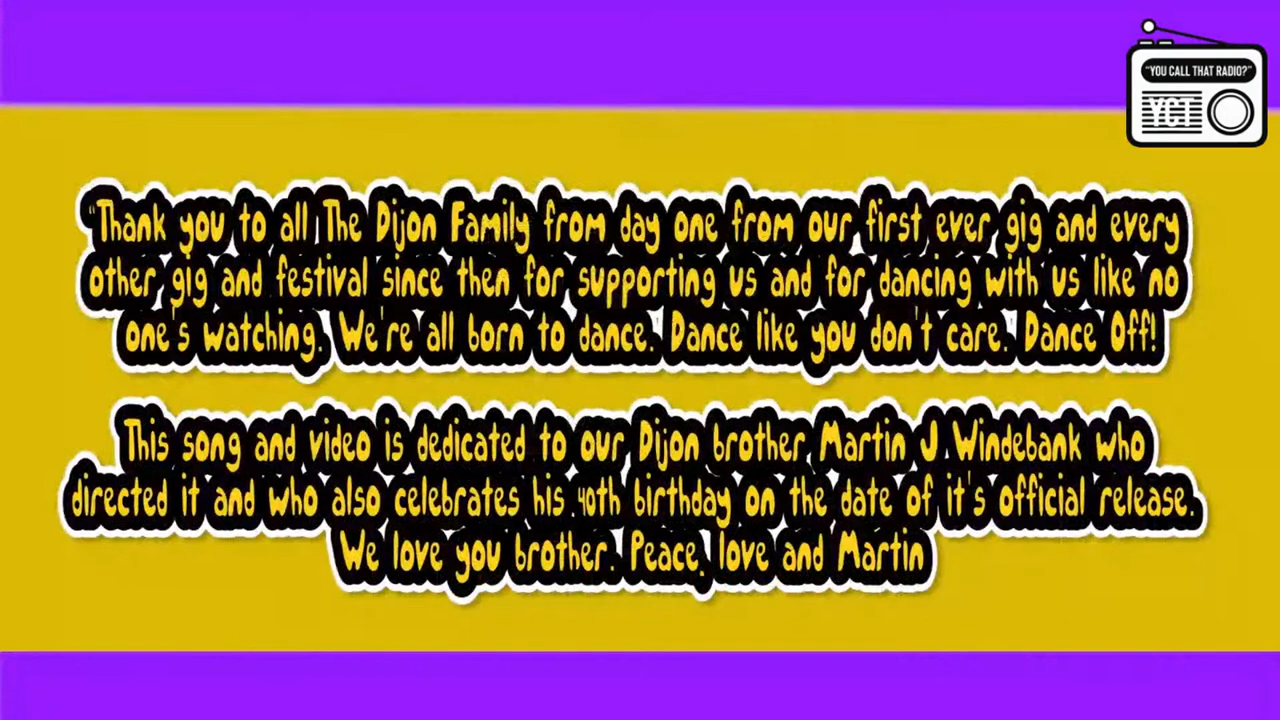 "YOU CALL THAT RADIO?"
YCT
"Thank you to all The Dijon Family from day one from our first ever gig and every
other gig and festival since then for supporting us and for dancing with us like no
one's watching. We're all born to dance. Dance like you don't care. Dance Off!
This song and video is dedicated to our Dijon brother Martin J Windebank who
directed it and who also celebrates his 40th birthday on the date of it's official release.
We love you brother. Peace, love and Martin